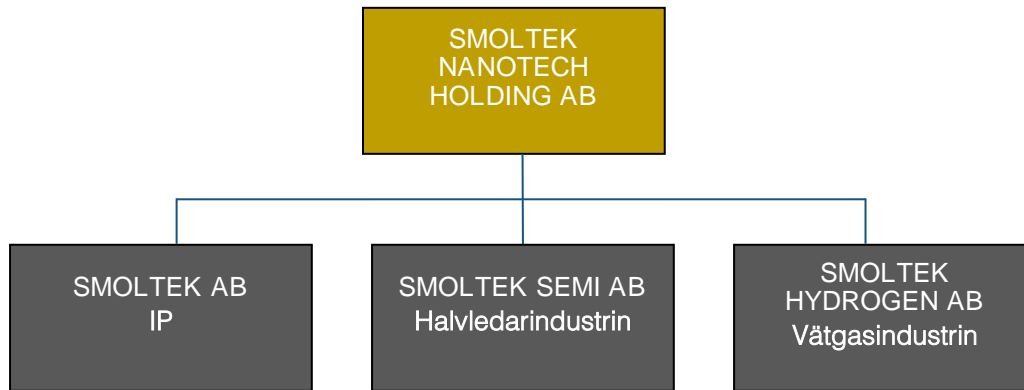 SMOLTEK
NANOTECH
HOLDING AB
SMOLTEK AB
IP
SMOLTEK SEMI AB
Halvledarindustrin
SMOLTEK
HYDROGEN AB
Vätgasindustrin